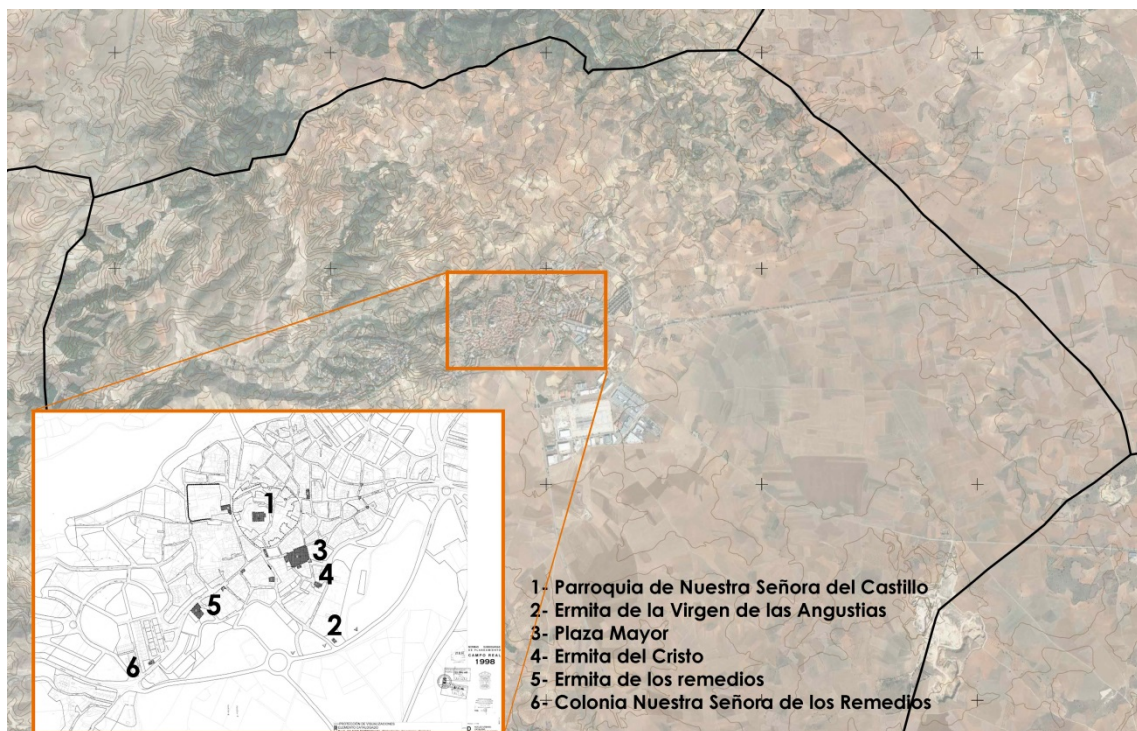 1
3
4
5
2
6
CAMPO REAL
1998
1- Parroquia de Nuestra Señora del Castillo
2- Ermita de la Virgen de las Angustias
3- Plaza Mayor
4- Ermita del Cristo
5- Ermita de los remedios
6- Colonia Nuestra Señora de los Remedios